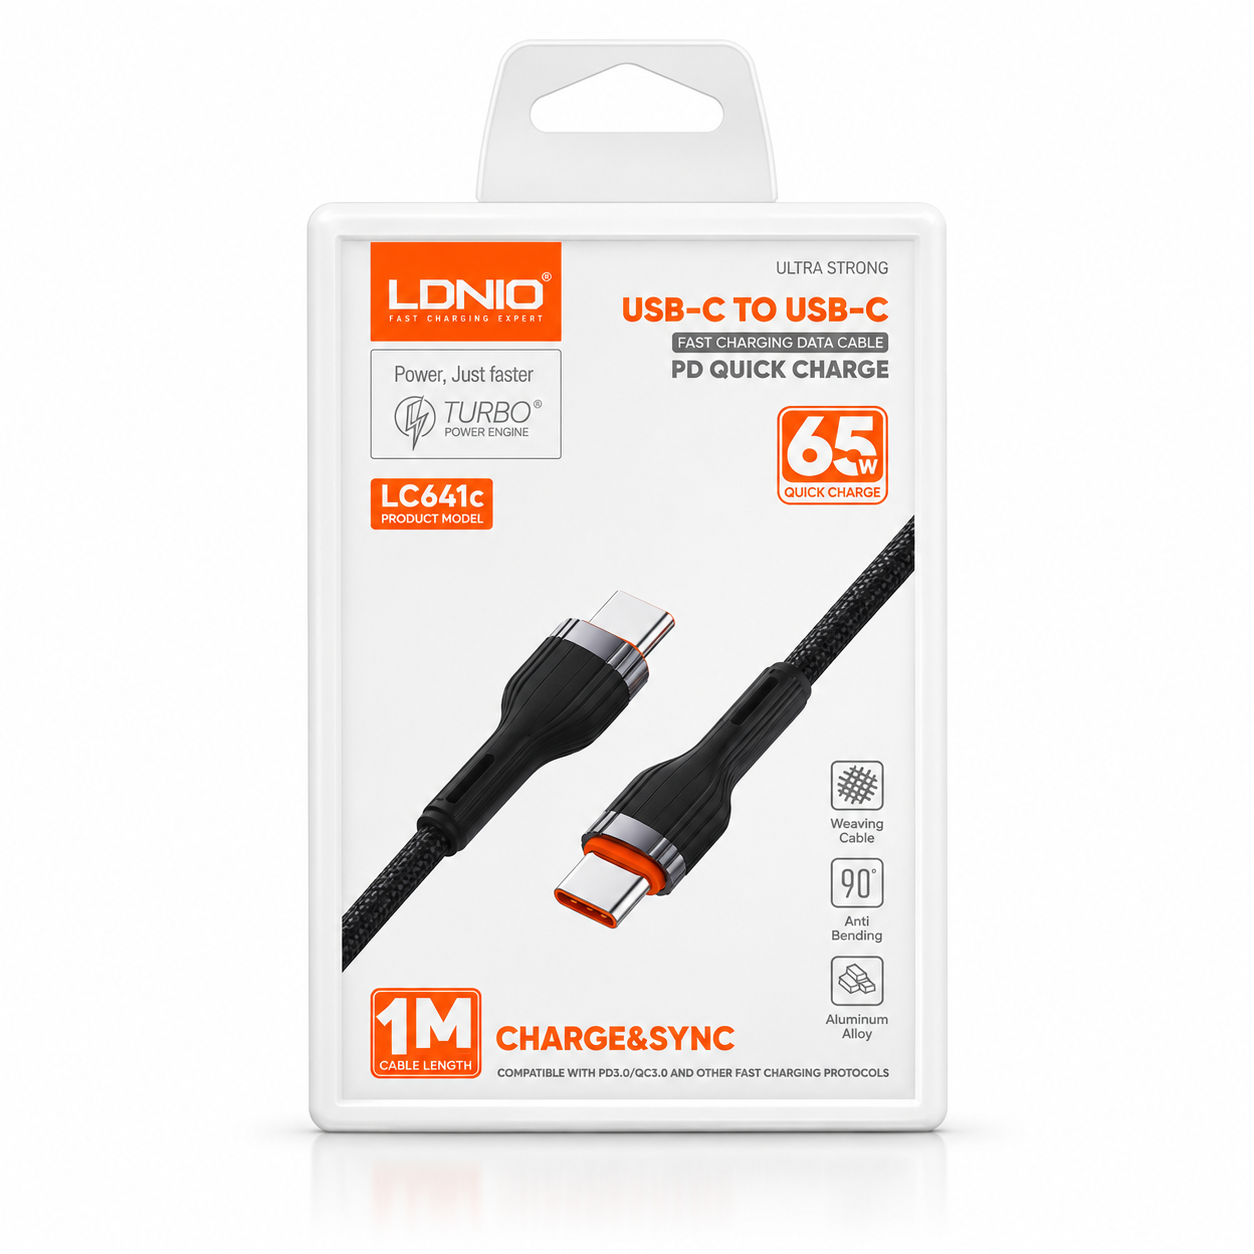 LDNIO®
FAST CHARGING EXPERT
Power, Just faster
TURBO®
POWER ENGINE
LC641c
PRODUCT MODEL
ULTRA STRONG
USB-C TO USB-C
FAST CHARGING DATA CABLE
PD QUICK CHARGE
65W
QUICK CHARGE
Weaving
Cable
90°
Anti
Bending
Aluminum
Alloy
1M
CABLE LENGTH
CHARGE&SYNC
COMPATIBLE WITH PD3.0/QC3.0 AND OTHER FAST CHARGING PROTOCOLS